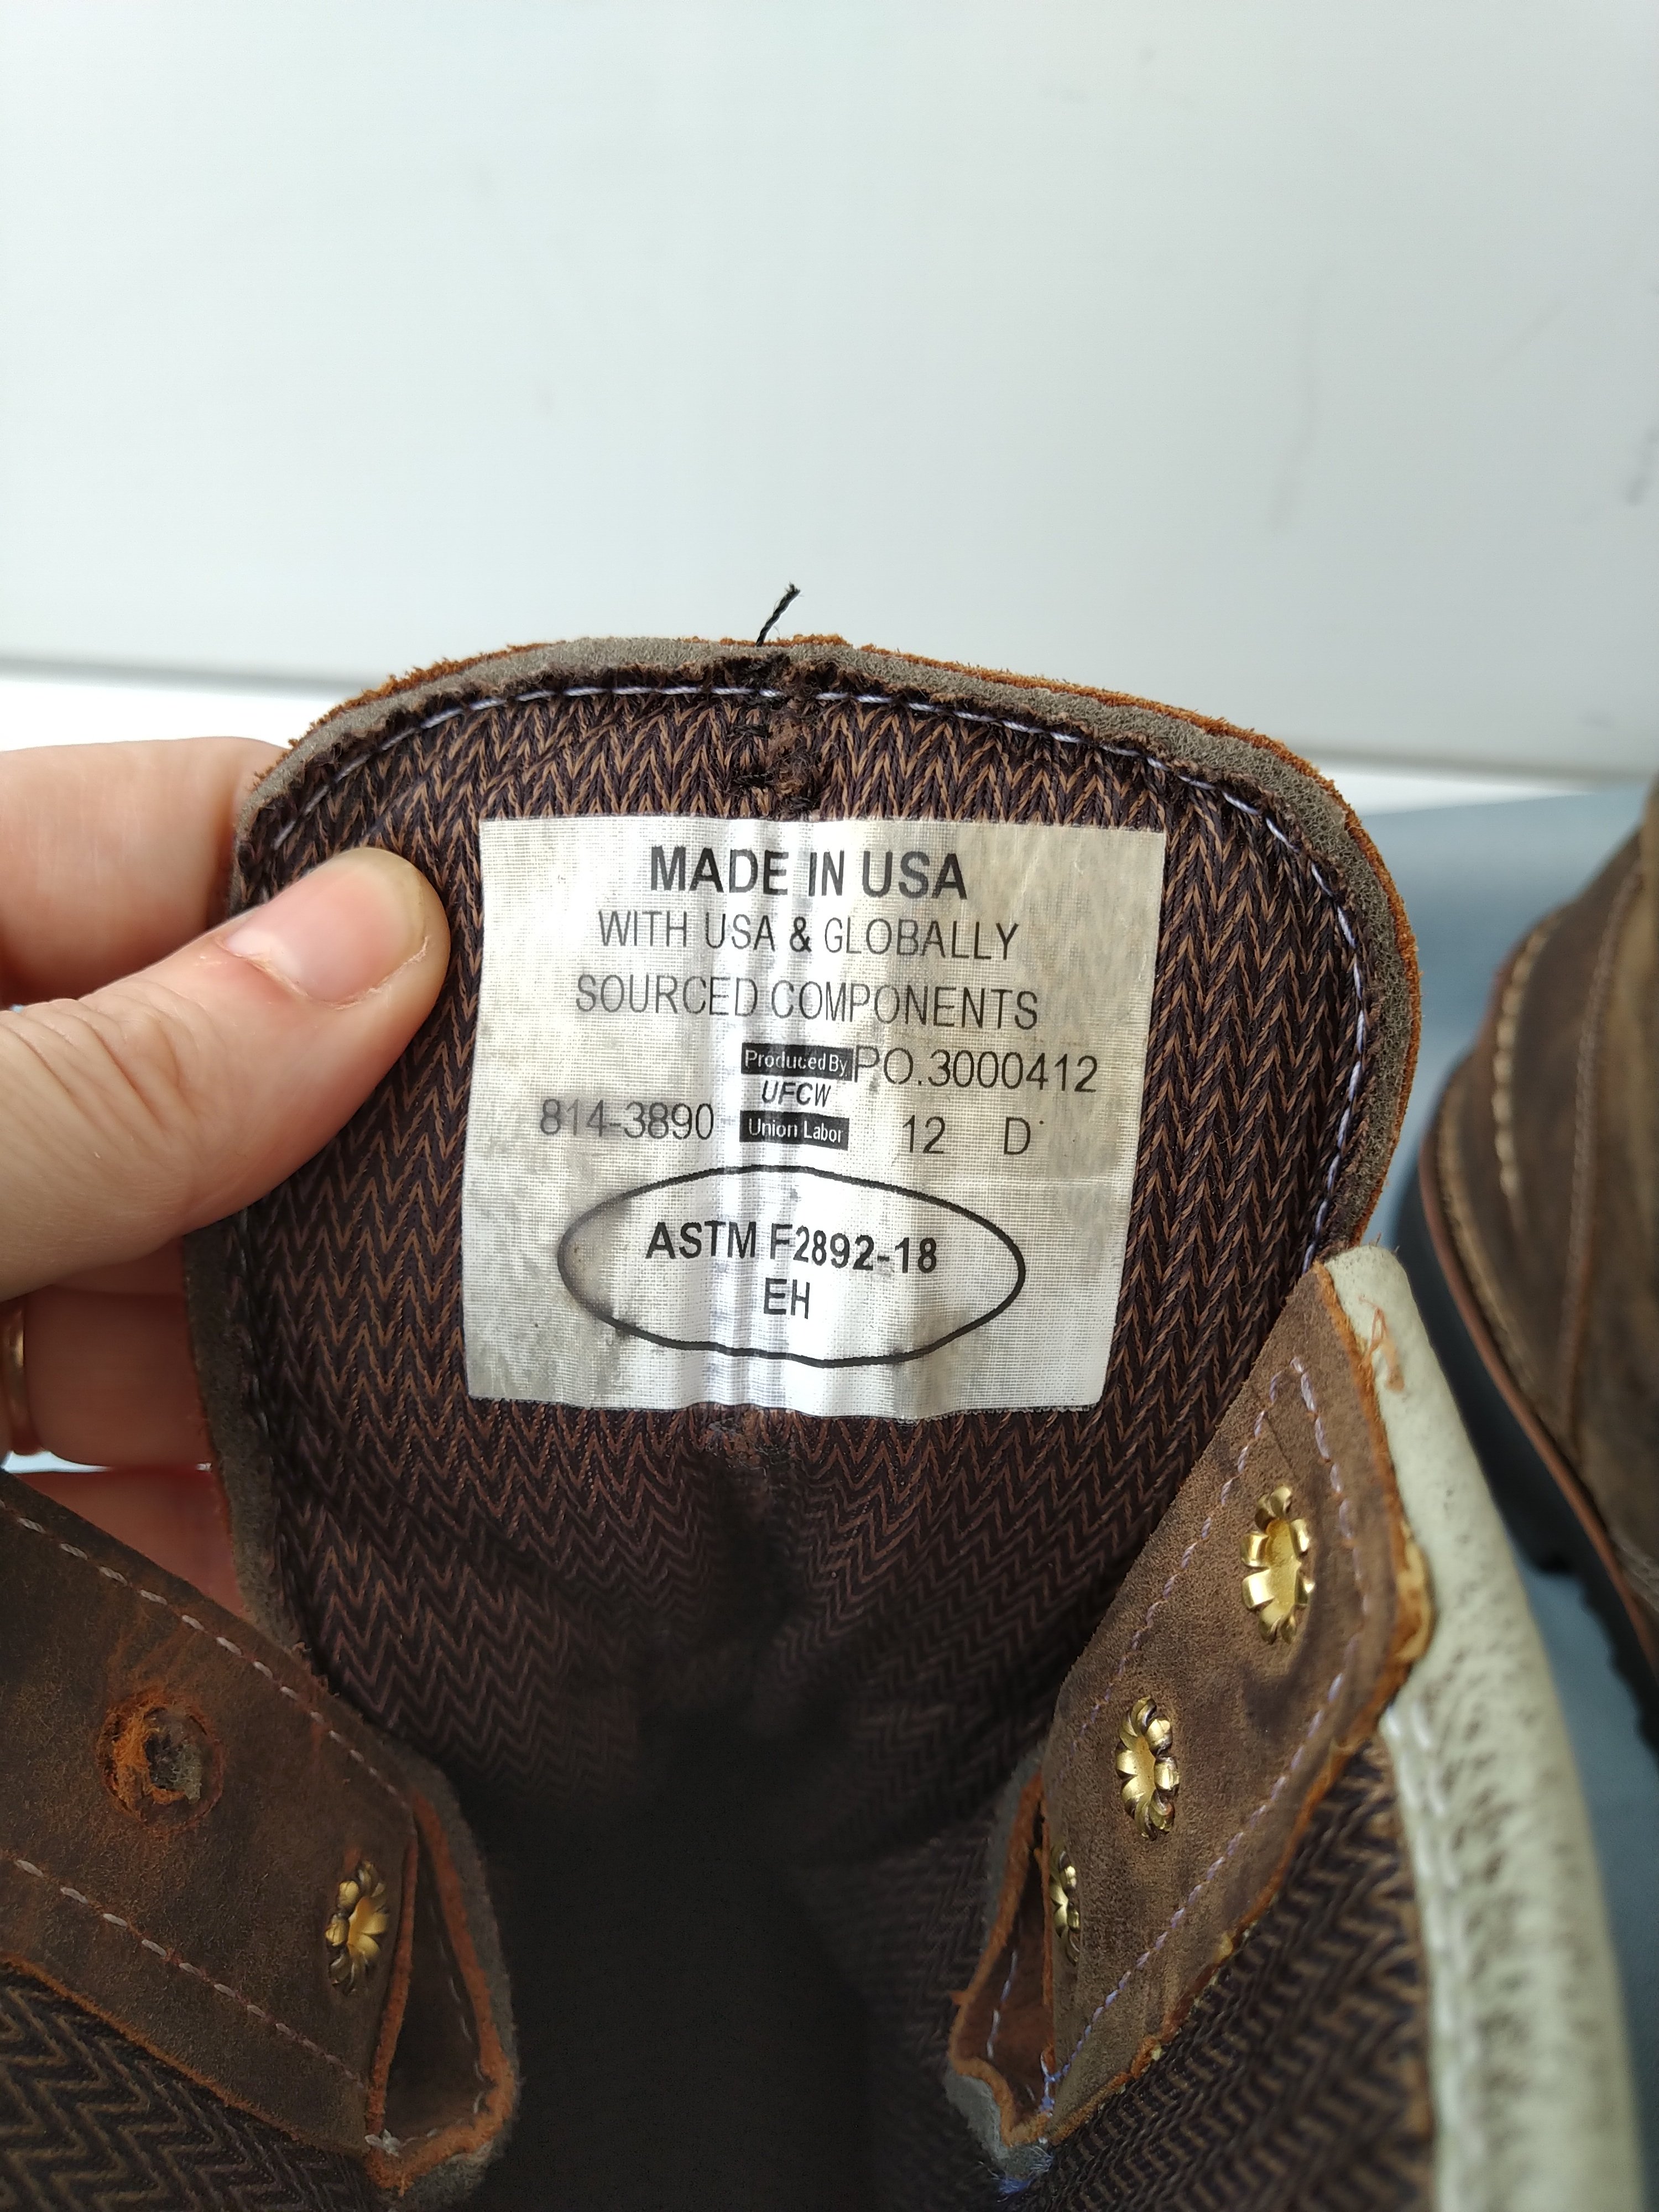 MADE IN USA
WITH USA & GLOBALLY
SOURCED COMPONENTS
Produced By PO.3000412
UFCW
814-3890 Union Labor 12 D
ASTM F2892-18
EH